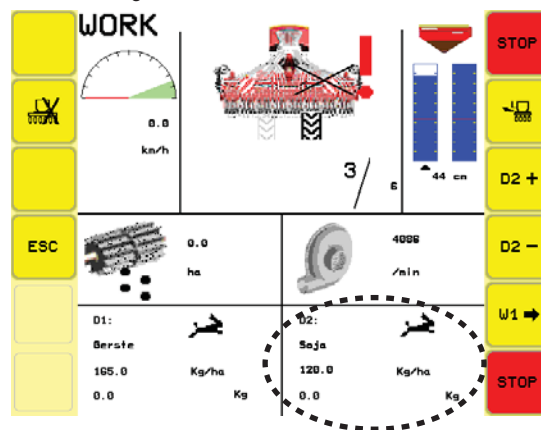 WORK
STOP
0.0
km/h
3/6
44 cm
D2 +
ESC
0.0
ha
4086
/min
D2 −
D1:
Gerste
165.0 Kg/ha
0.0 Kg
D2:
Soja
120.0 Kg/ha
0.0 Kg
W1
STOP